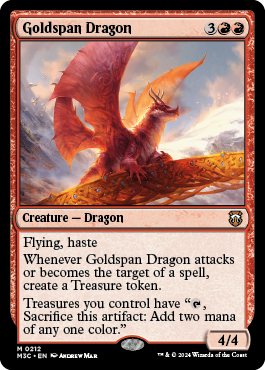 Goldspan Dragon 3
Creature — Dragon
Flying, haste
Whenever Goldspan Dragon attacks
or becomes the target of a spell,
create a Treasure token.
Treasures you control have “ ,
Sacrifice this artifact: Add two mana
of any one color.”
4/4
M 0212
M3C • EN Andrew Mar
™ & © 2024 Wizards of the Coast